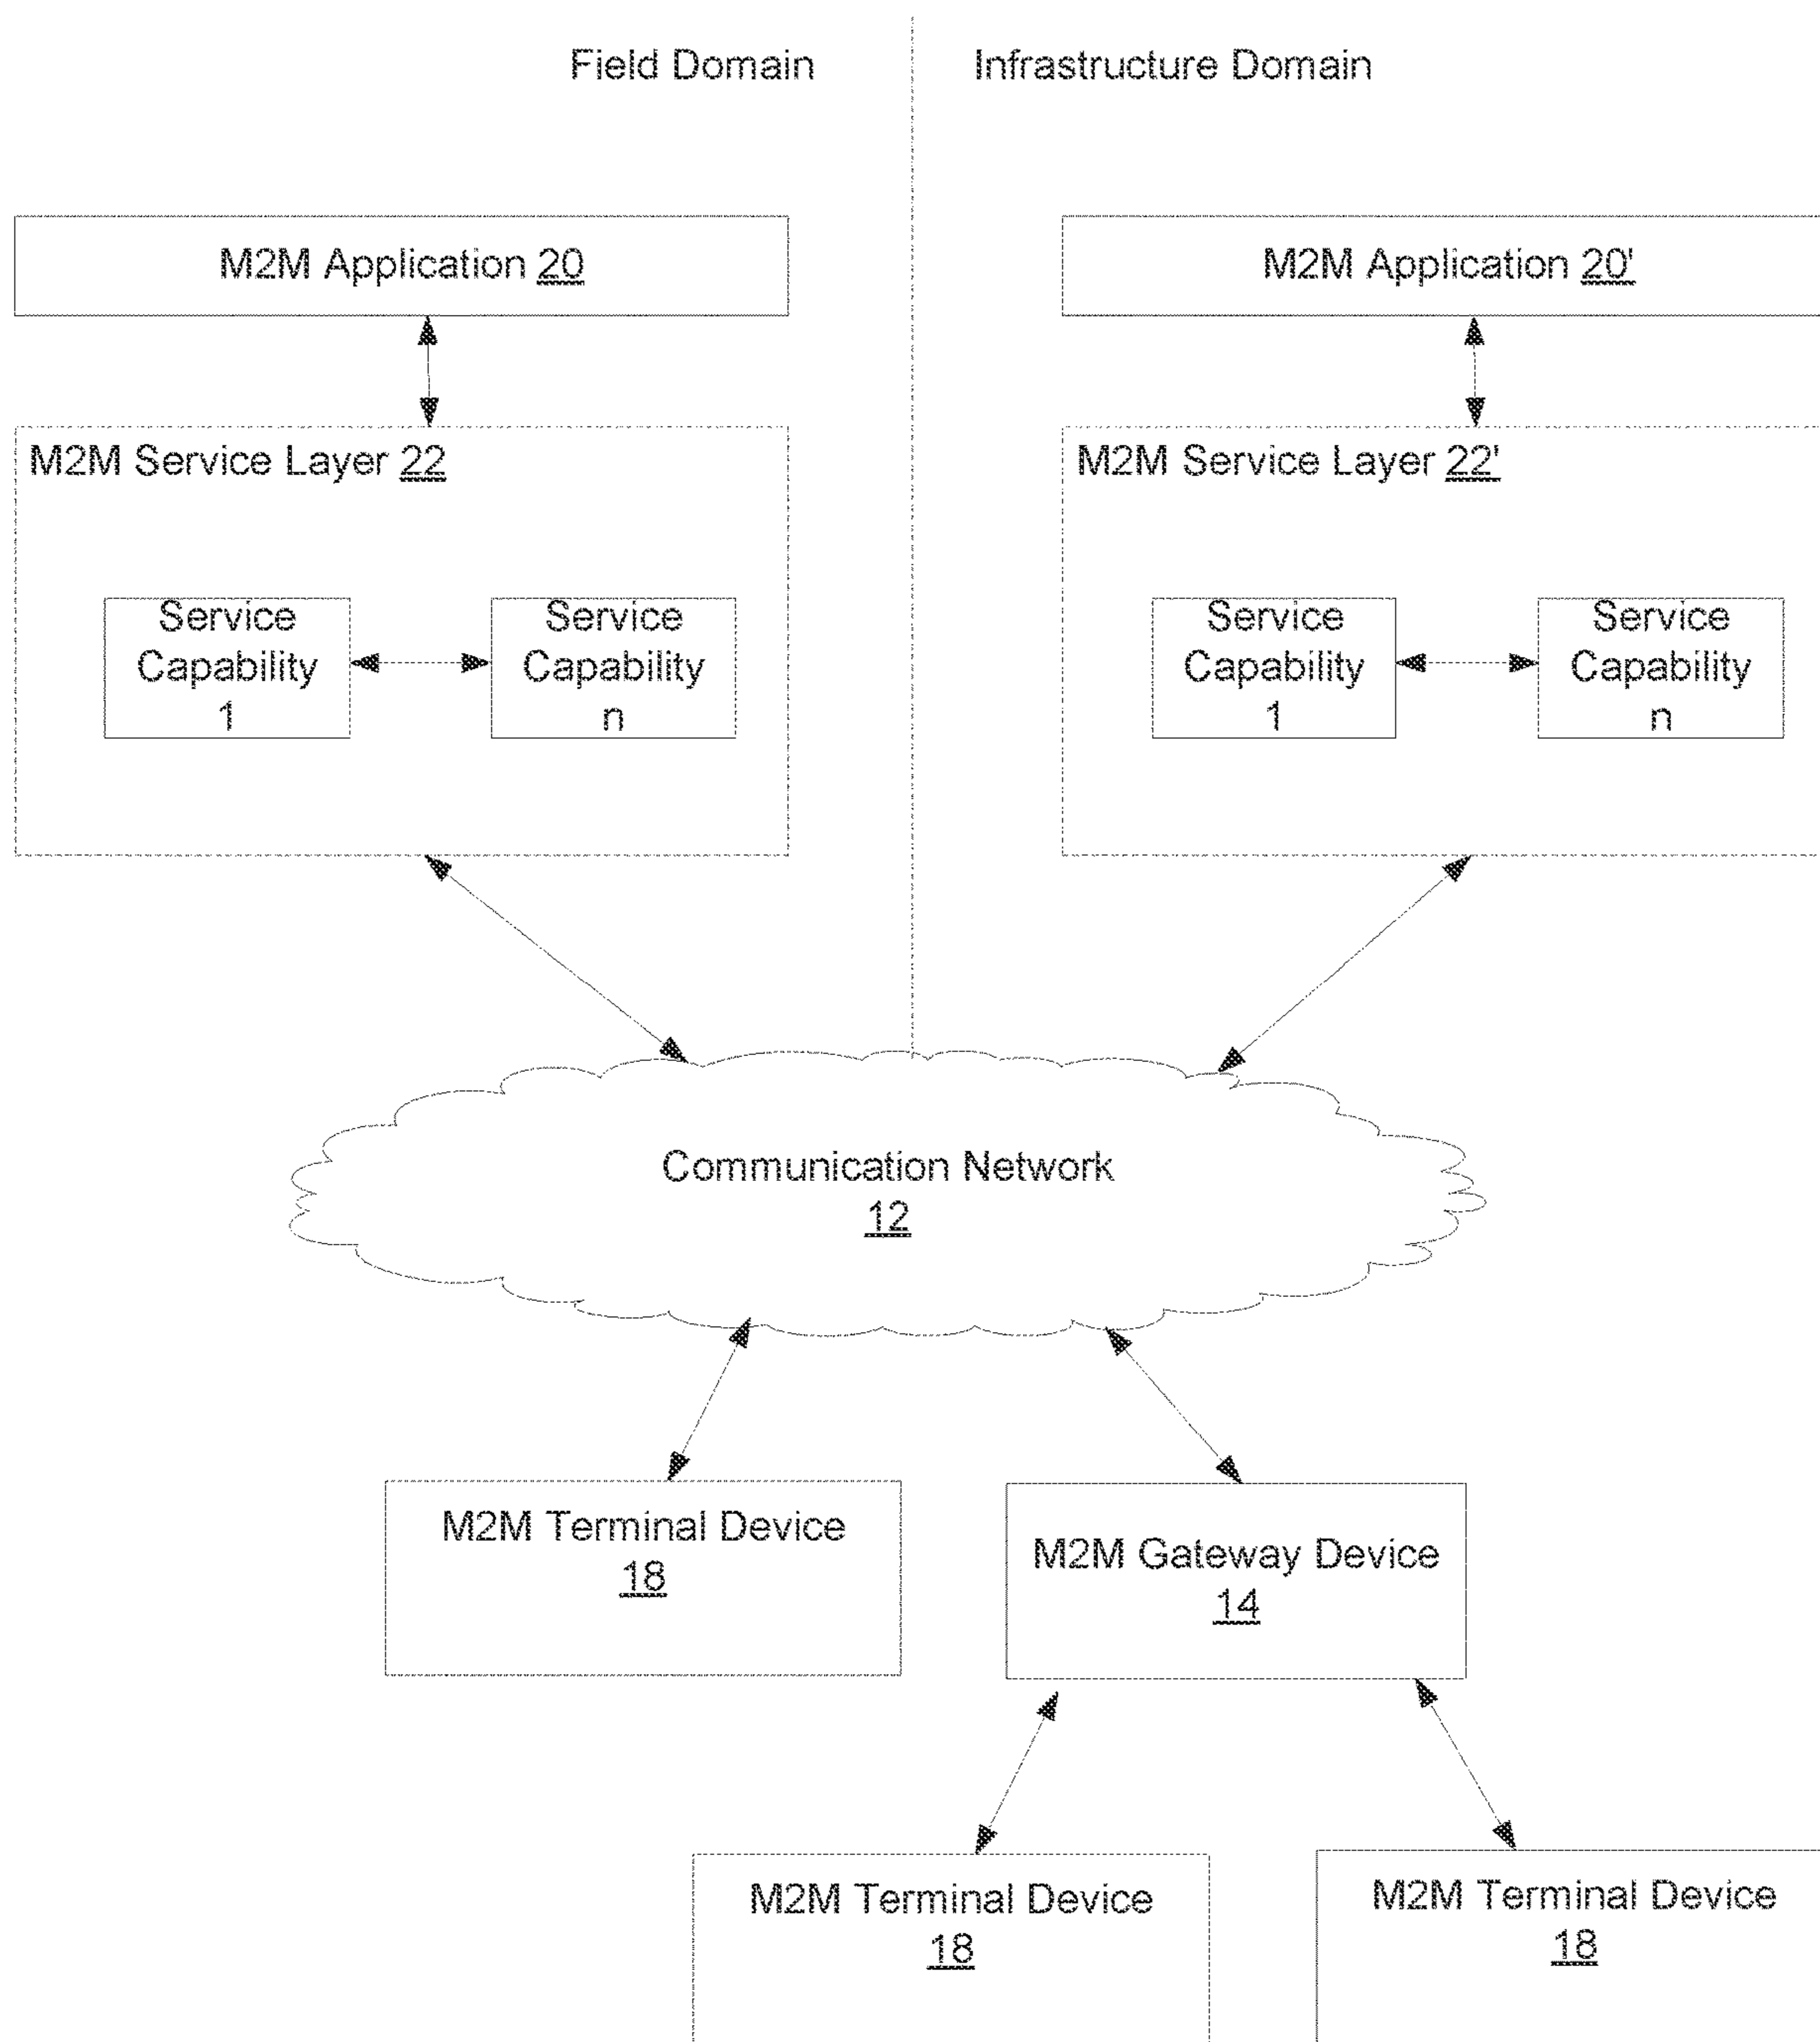 Field Domain
Infrastructure Domain
M2M Application 20
M2M Application 20'
M2M Service Layer 22
M2M Service Layer 22'
Service
Capability
1
Service
Capability
n
Service
Capability
1
Service
Capability
n
Communication Network
12
M2M Terminal Device
18
M2M Gateway Device
14
M2M Terminal Device
18
M2M Terminal Device
18